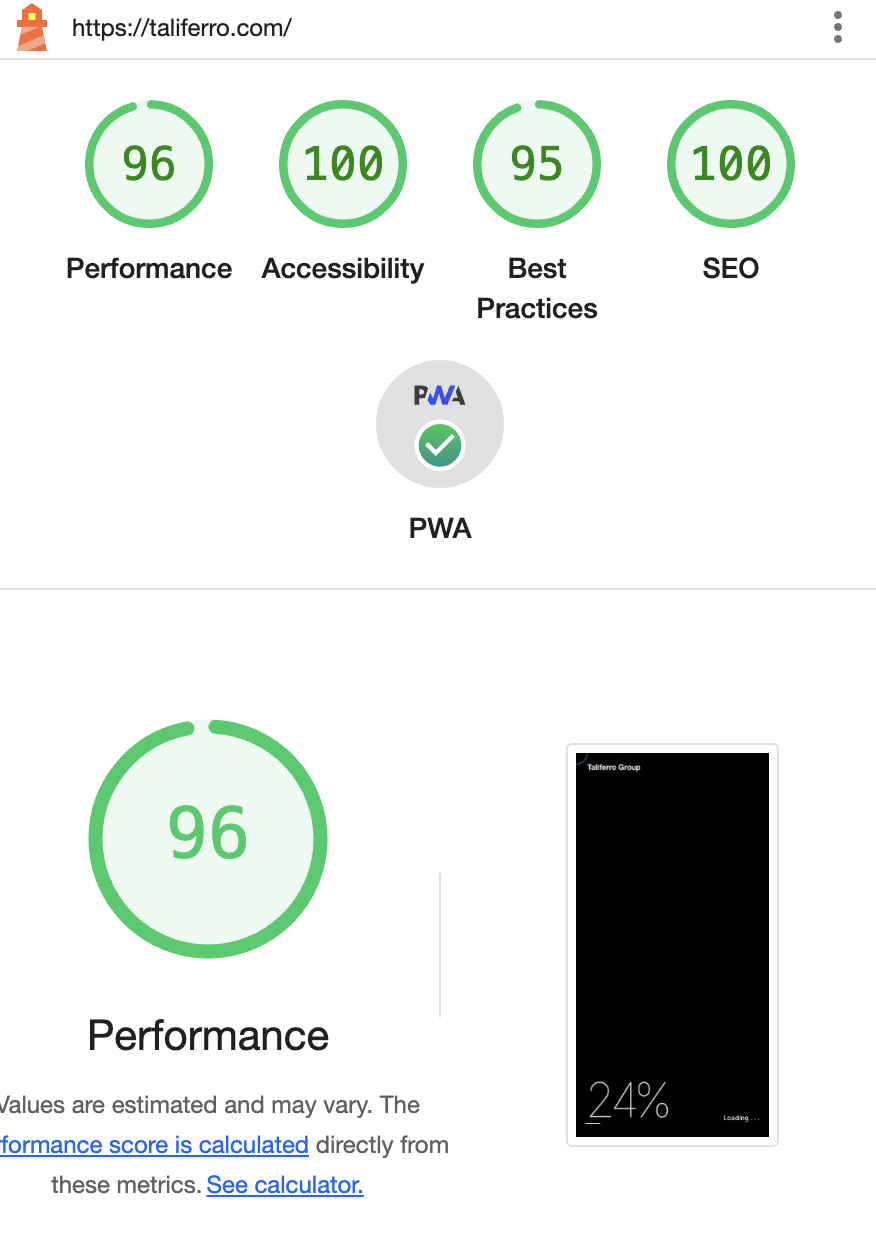 https://taliferro.com/
96
100
95
100
Performance
Accessibility
Best
Practices
SEO
PWA
PWA
96
Performance
Values are estimated and may vary. The
formance score is calculated directly from
these metrics. See calculator.
Taliferro Group
24%
Loading . . .